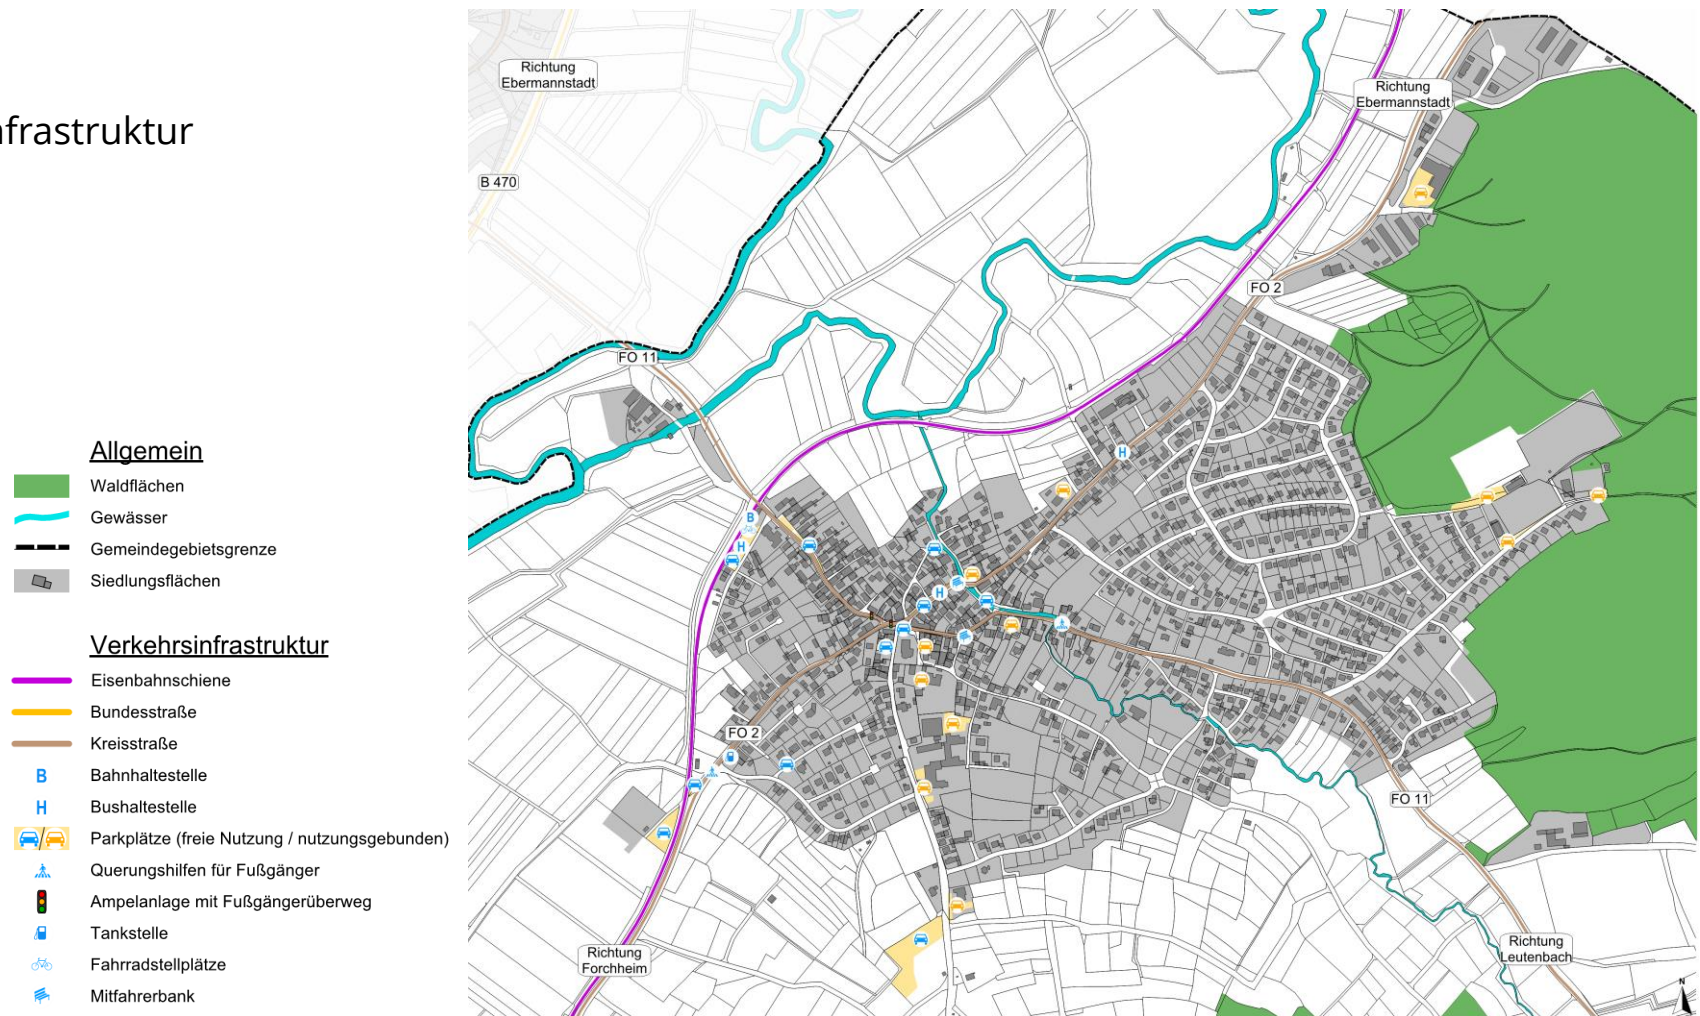 nfrastruktur
Allgemein
Waldflächen
Gewässer
Gemeindegebietsgrenze
Siedlungsflächen
Verkehrsinfrastruktur
Eisenbahnschiene
Bundesstraße
Kreisstraße
B Bahnhaltestelle
H Bushaltestelle
Parkplätze (freie Nutzung / nutzungsgebunden)
Querungshilfen für Fußgänger
Ampelanlage mit Fußgängerüberweg
Tankstelle
Fahrradstellplätze
Mitfahrerbank
Richtung
Ebermannstadt
Richtung
Ebermannstadt
B 470
FO 2
FO 11
H
B
H
H
FO 2
FO 11
Richtung
Forchheim
Richtung
Leutenbach
N